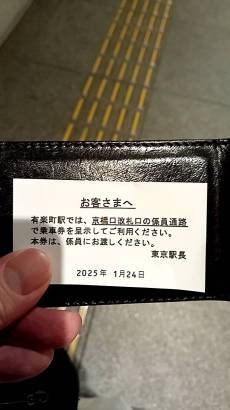 お客さまへ
有楽町駅では、京橋口改札口の係員通路
で乗車券を呈示してご利用ください。
本券は、係員にお渡しください。
東京駅長
2025年 1月24日